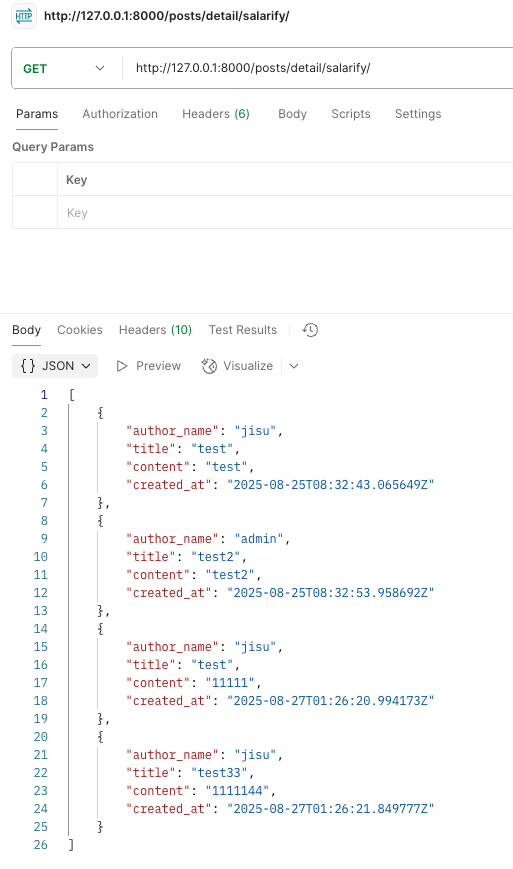 HTTP http://127.0.0.1:8000/posts/detail/salarify/
GET http://127.0.0.1:8000/posts/detail/salarify/
Params Authorization Headers (6) Body Scripts Settings
Query Params
Key
Key
Body Cookies Headers (10) Test Results
{} JSON Preview Visualize
1 [
2 {
3 "author_name": "jisu",
4 "title": "test",
5 "content": "test",
6 "created_at": "2025-08-25T08:32:43.065649Z"
7 },
8 {
9 "author_name": "admin",
10 "title": "test2",
11 "content": "test2",
12 "created_at": "2025-08-25T08:32:53.958692Z"
13 },
14 {
15 "author_name": "jisu",
16 "title": "test",
17 "content": "11111",
18 "created_at": "2025-08-27T01:26:20.994173Z"
19 },
20 {
21 "author_name": "jisu",
22 "title": "test33",
23 "content": "1111144",
24 "created_at": "2025-08-27T01:26:21.849777Z"
25 }
26 ]